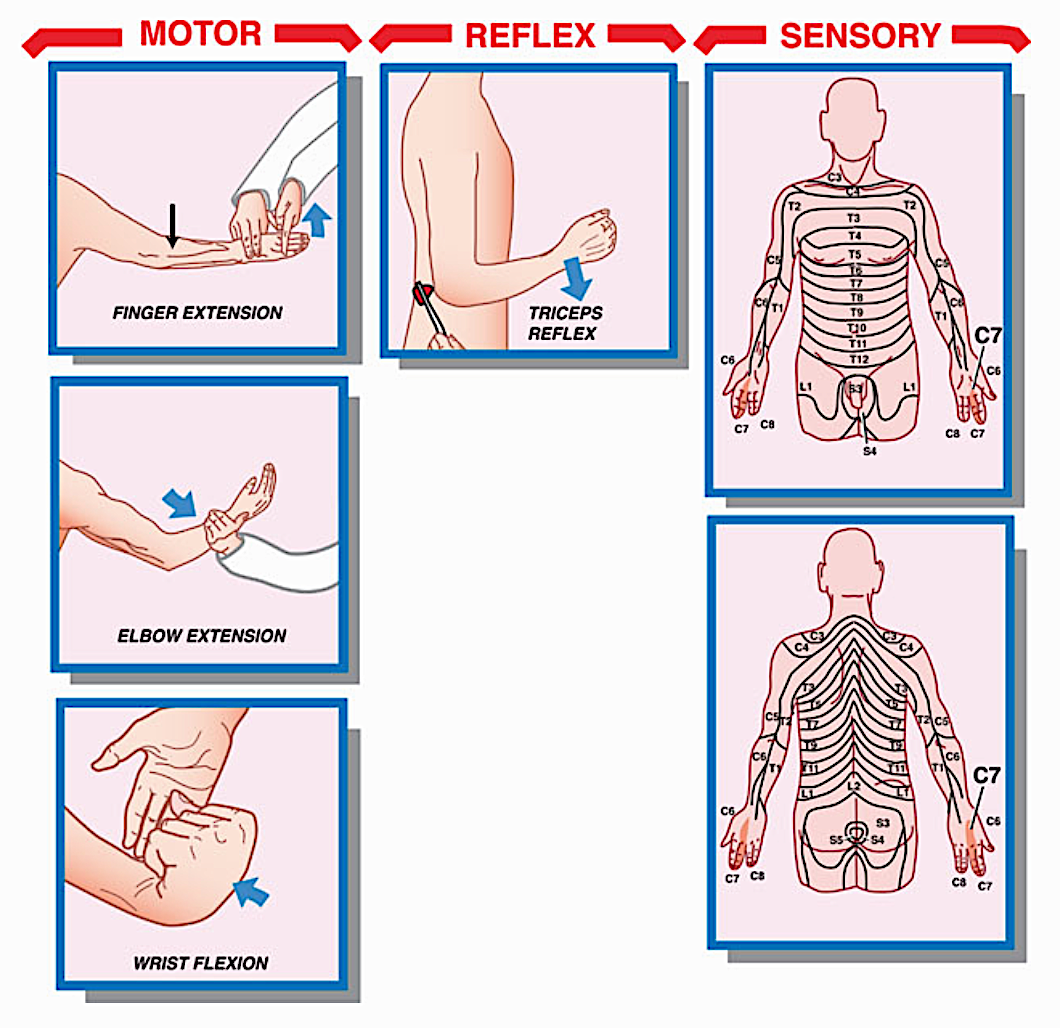 MOTOR
REFLEX
SENSORY
FINGER EXTENSION
ELBOW EXTENSION
WRIST FLEXION
TRICEPS
REFLEX
C3
C4
T2
T2
T3
T4
T5
C5
C5
T6
T7
T8
C6
T1
C6
T1
T9
T10
C7
T11
T12
C6
C6
L1
S3
L1
C7
C8
C8
C7
S4
C3
C3
C4
C4
T3
T3
T5
T5
C5
T2
T7
T7
T2
C5
T9
T9
C6
T1
C6
T1
T11
T11
C7
L1
L2
L1
C6
C6
S3
S5
S4
C7
C8
C8
C7